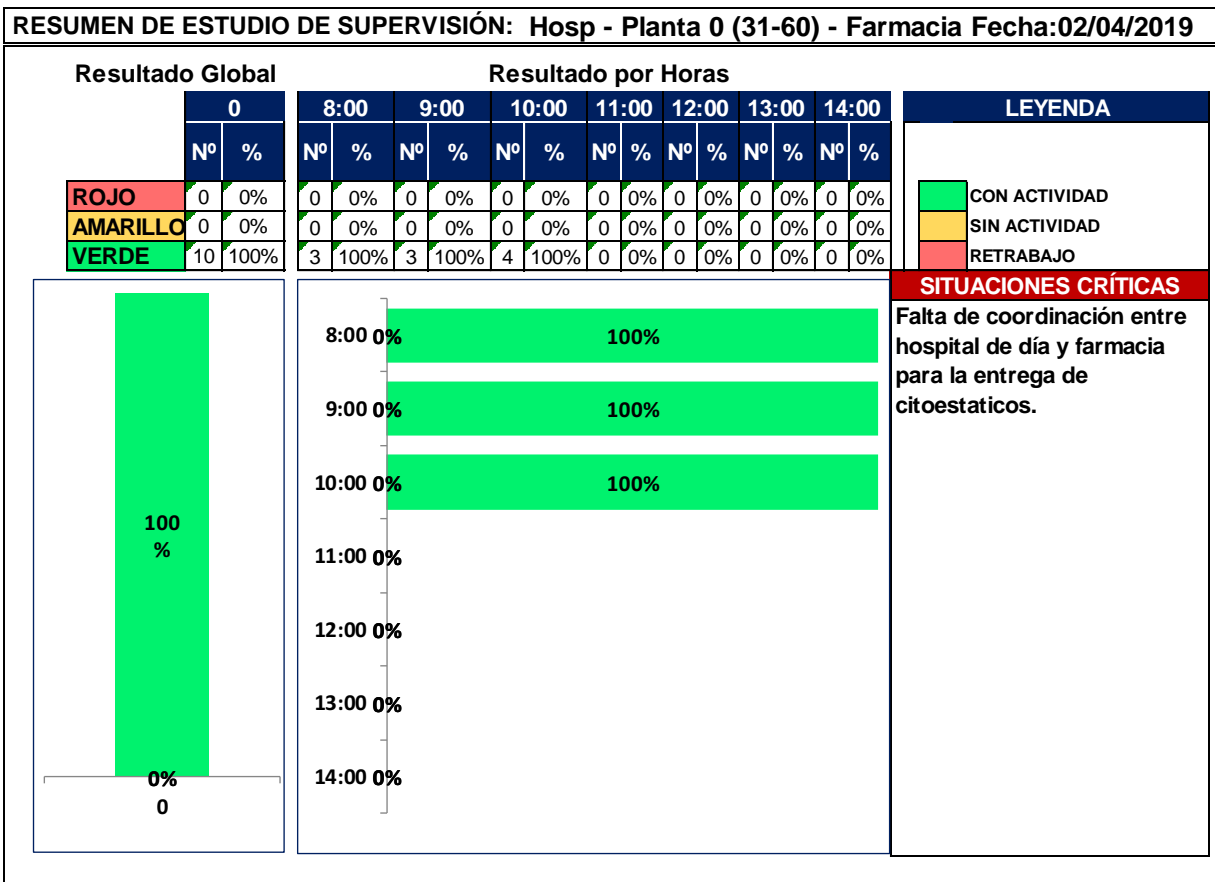 RESUMEN DE ESTUDIO DE SUPERVISIÓN: Hosp - Planta 0 (31-60) - Farmacia Fecha:02/04/2019
Resultado Global Resultado por Horas
0 8:00 9:00 10:00 11:00 12:00 13:00 14:00 LEYENDA
Nº % Nº % Nº % Nº % Nº % Nº % Nº % Nº %
ROJO 0 0% 0 0% 0 0% 0 0% 0 0% 0 0% 0 0% 0 0% CON ACTIVIDAD
AMARILLO 0 0% 0 0% 0 0% 0 0% 0 0% 0 0% 0 0% 0 0% SIN ACTIVIDAD
VERDE 10 100% 3 100% 3 100% 4 100% 0 0% 0 0% 0 0% 0 0% RETRABAJO
100
%
0%
0
8:00 0% 100%
9:00 0% 100%
10:00 0% 100%
11:00 0%
12:00 0%
13:00 0%
14:00 0%
SITUACIONES CRÍTICAS
Falta de coordinación entre
hospital de día y farmacia
para la entrega de
citoestaticos.